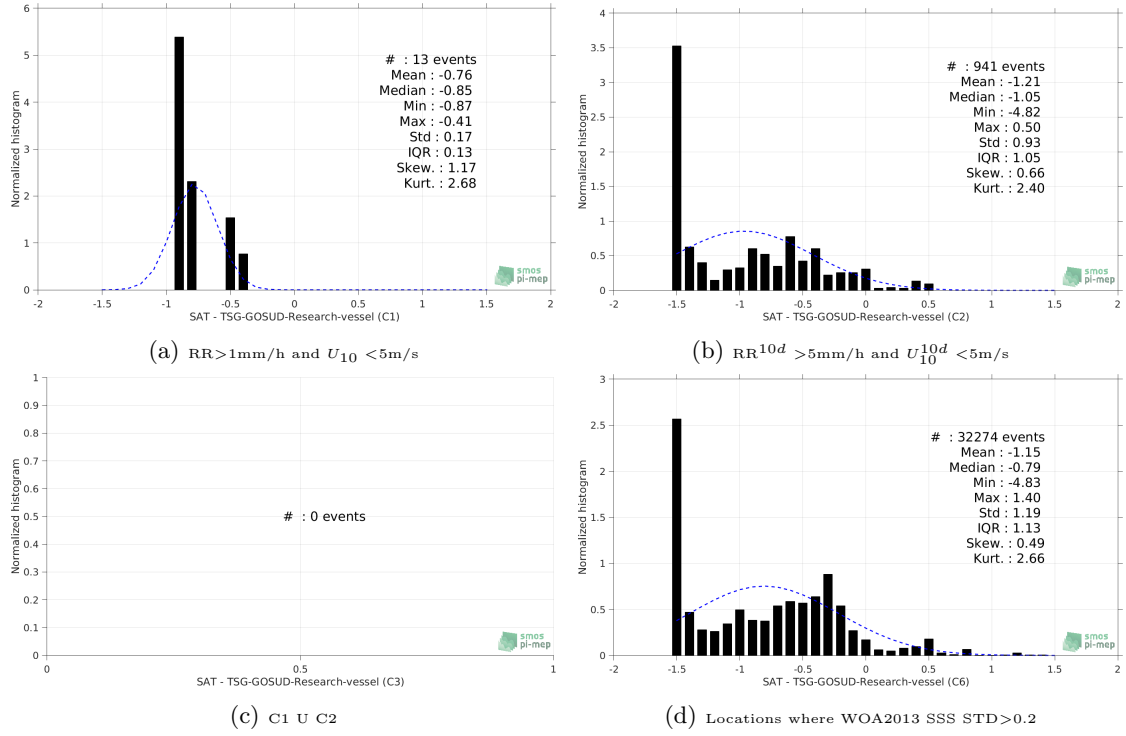 6
5
4
3
2
1
0
Normalized histogram
# : 13 events
Mean : -0.76
Median : -0.85
Min : -0.87
Max : -0.41
Std : 0.17
IQR : 0.13
Skew. : 1.17
Kurt. : 2.68
smos
pi-mep
-2 -1.5 -1 -0.5 0 0.5 1 1.5 2
SAT - TSG-GOSUD-Research-vessel (C1)
(a) RR>1mm/h and U10 <5m/s
4
3.5
3
2.5
2
1.5
1
0.5
0
Normalized histogram
# : 941 events
Mean : -1.21
Median : -1.05
Min : -4.82
Max : 0.50
Std : 0.93
IQR : 1.05
Skew. : 0.66
Kurt. : 2.40
smos
pi-mep
-2 -1.5 -1 -0.5 0 0.5 1 1.5 2
SAT - TSG-GOSUD-Research-vessel (C2)
(b) RR^10d >5mm/h and U10^10d <5m/s
1
0.9
0.8
0.7
0.6
0.5
0.4
0.3
0.2
0.1
0
Normalized histogram
# : 0 events
smos
pi-mep
0 0.5 1
SAT - TSG-GOSUD-Research-vessel (C3)
(c) C1 U C2
3
2.5
2
1.5
1
0.5
0
Normalized histogram
# : 32274 events
Mean : -1.15
Median : -0.79
Min : -4.83
Max : 1.40
Std : 1.19
IQR : 1.13
Skew. : 0.49
Kurt. : 2.66
smos
pi-mep
-2 -1.5 -1 -0.5 0 0.5 1 1.5 2
SAT - TSG-GOSUD-Research-vessel (C6)
(d) Locations where WOA2013 SSS STD>0.2